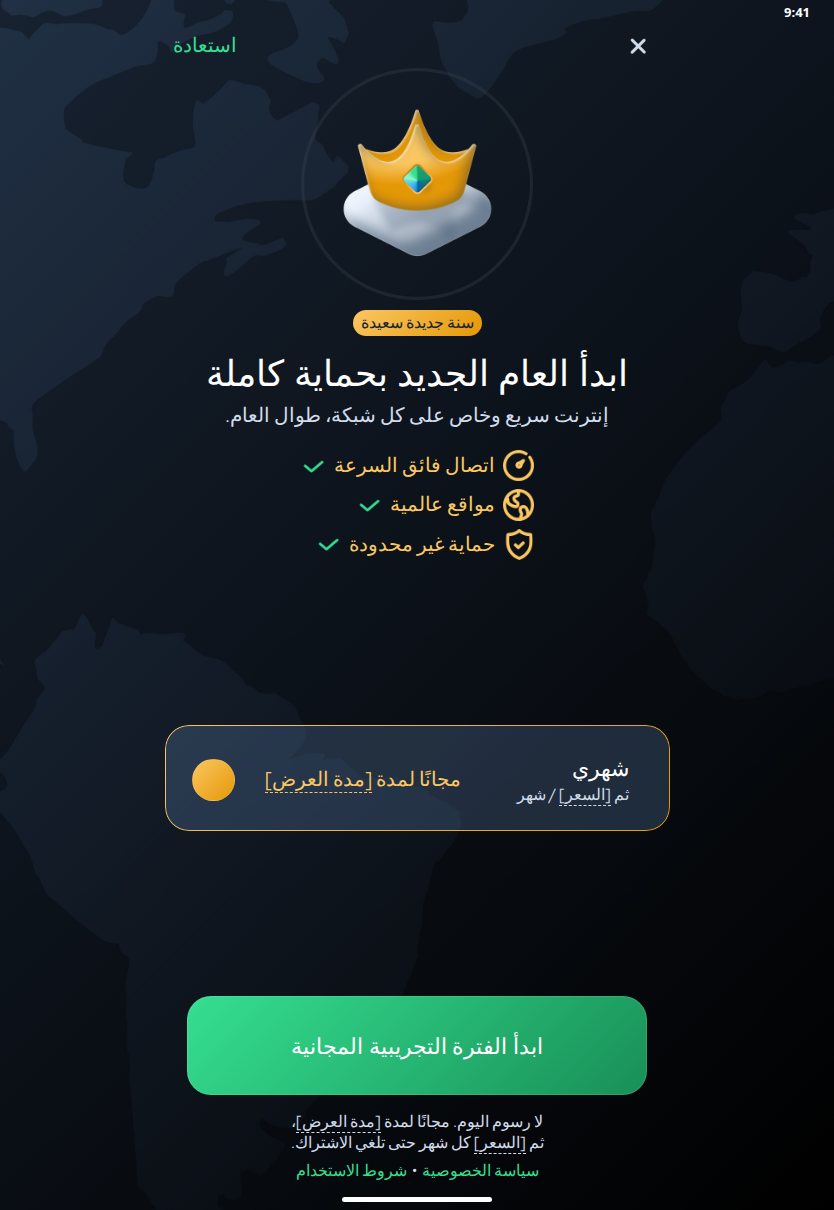 9:41
استعادة
سنة جديدة سعيدة
ابدأ العام الجديد بحماية كاملة
إنترنت سريع وخاص على كل شبكة، طوال العام.
اتصال فائق السرعة
مواقع عالمية
حماية غير محدودة
شهري
ثم [السعر]/شهر
مجانًا لمدة [مدة العرض]
ابدأ الفترة التجريبية المجانية
لا رسوم اليوم. مجانًا لمدة [مدة العرض]،
ثم [السعر] كل شهر حتى تلغي الاشتراك.
سياسة الخصوصية • شروط الاستخدام